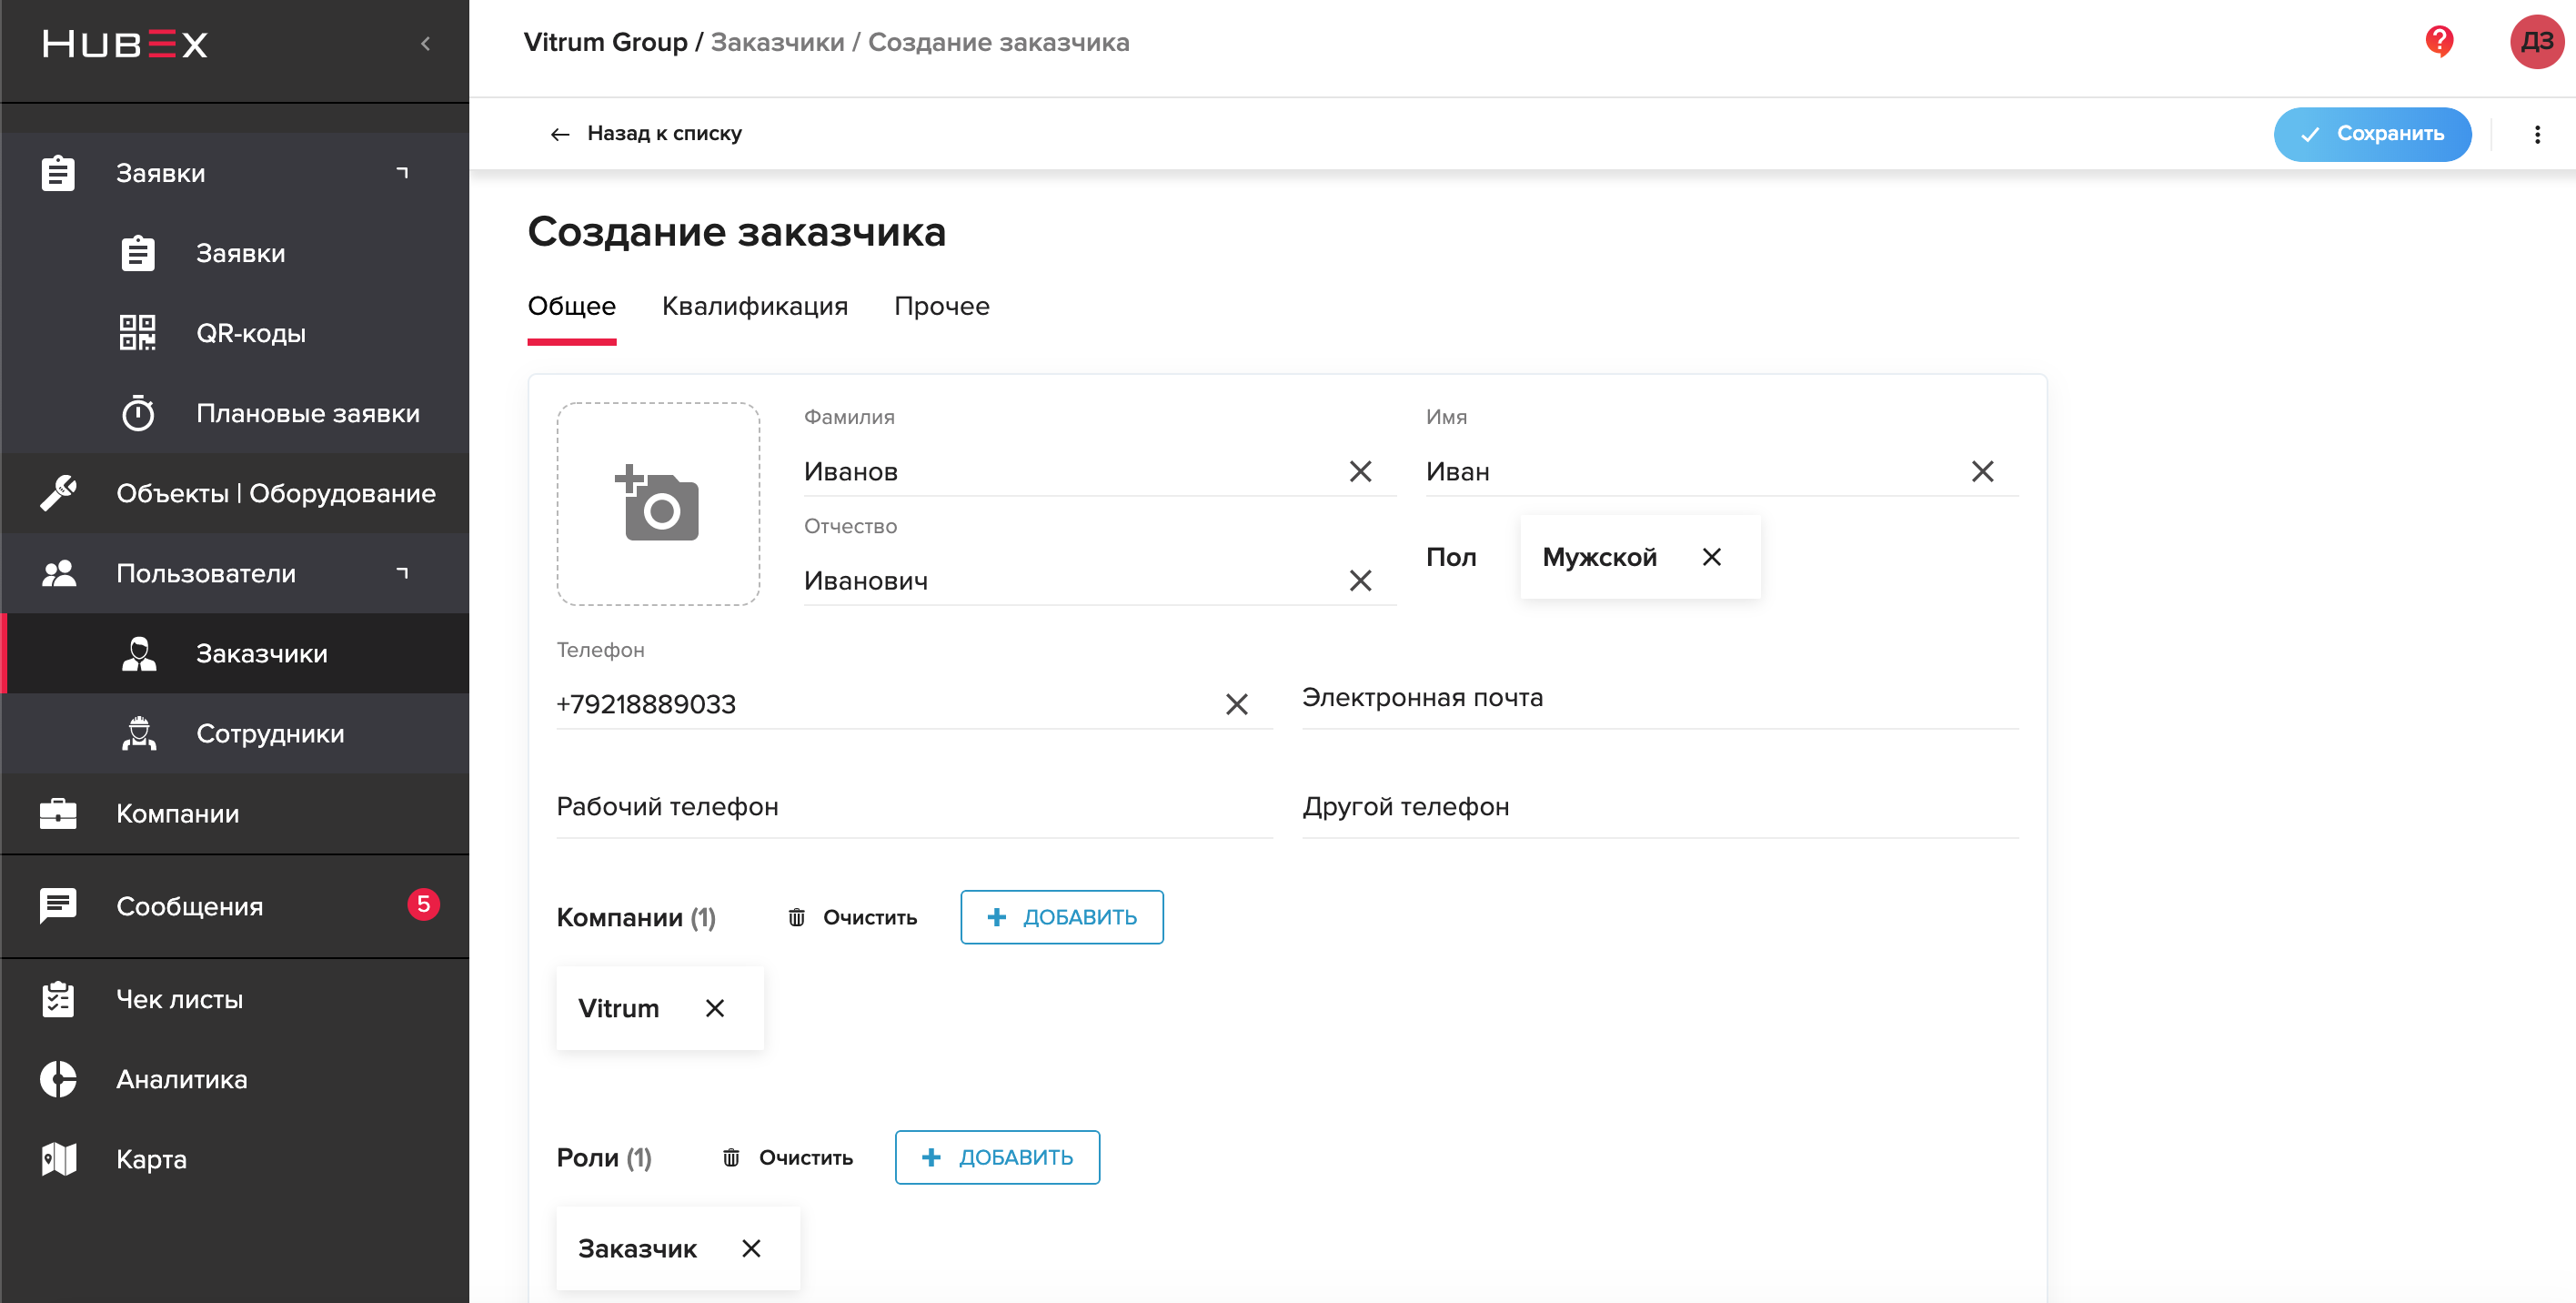 HUBEX
Заявки
Заявки
QR-коды
Плановые заявки
Объекты | Оборудование
Пользователи
Заказчики
Сотрудники
Компании
Сообщения 5
Чек листы
Аналитика
Карта
Vitrum Group / Заказчики / Создание заказчика
?
ДЗ
Назад к списку
Сохранить
Создание заказчика
Общее Квалификация Прочее
Фамилия Имя
Иванов Иван
Отчество
Иванович
Пол Мужской
Телефон
+79218889033
Электронная почта
Рабочий телефон Другой телефон
Компании (1) Очистить + ДОБАВИТЬ
Vitrum
Роли (1) Очистить + ДОБАВИТЬ
Заказчик